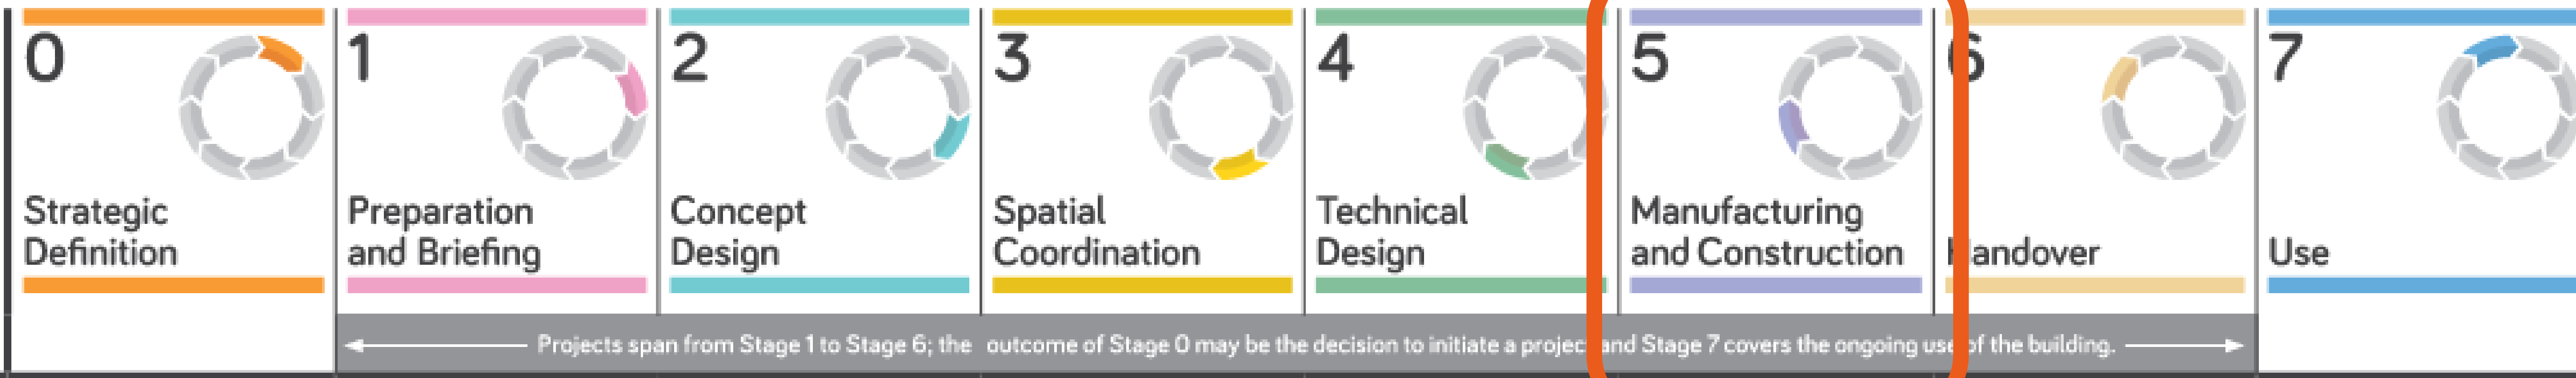 0
Strategic
Definition
1
Preparation
and Briefing
2
Concept
Design
3
Spatial
Coordination
4
Technical
Design
5
Manufacturing
and Construction
6
Handover
7
Use
Projects span from Stage 1 to Stage 6; the outcome of Stage 0 may be the decision to initiate a project and Stage 7 covers the ongoing use of the building.